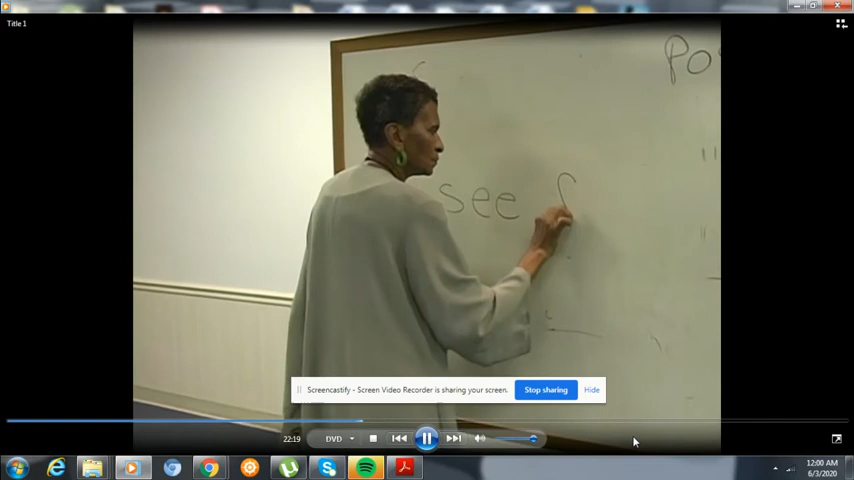 Title 1
Po
see f
Screencastify - Screen Video Recorder is sharing your screen.
Stop sharing
Hide
22:19
DVD
12:00 AM
6/3/2020